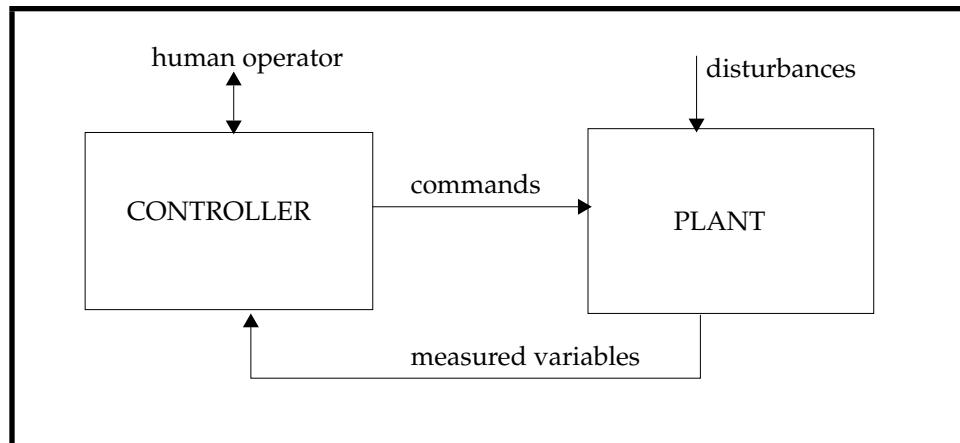 human operator
disturbances
commands
CONTROLLER
PLANT
measured variables